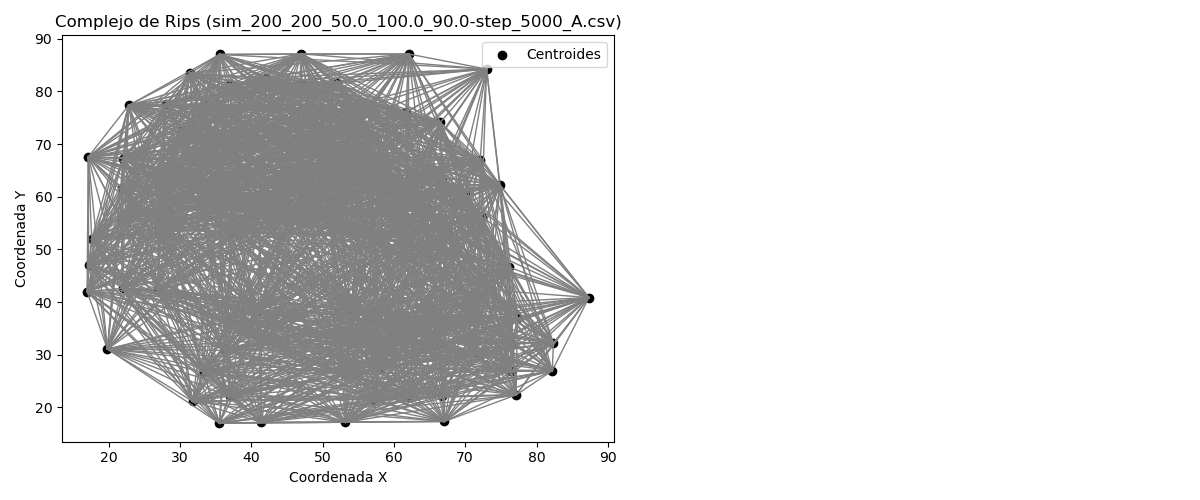 Complejo de Rips (sim_200_200_50.0_100.0_90.0-step_5000_A.csv)
Centroides
90
80
70
60
50
40
30
20
Coordenada Y
20 30 40 50 60 70 80 90
Coordenada X